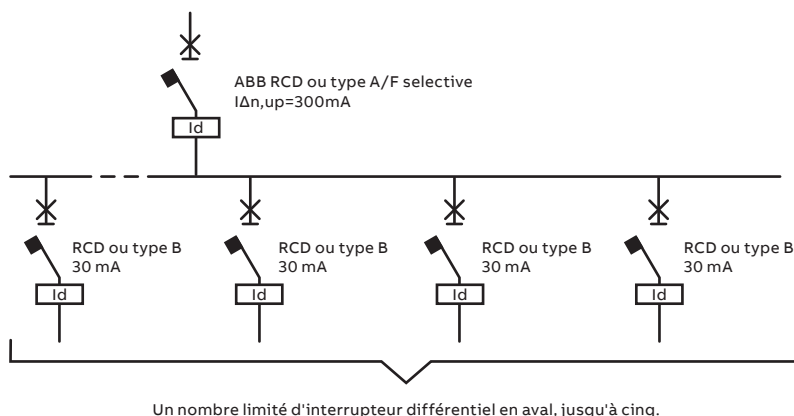 ABB RCD ou type A/F selective
IΔn,up=300mA
Id
RCD ou type B
30 mA
Id
RCD ou type B
30 mA
Id
RCD ou type B
30 mA
Id
RCD ou type B
30 mA
Id
Un nombre limité d'interrupteur différentiel en aval, jusqu'à cinq.